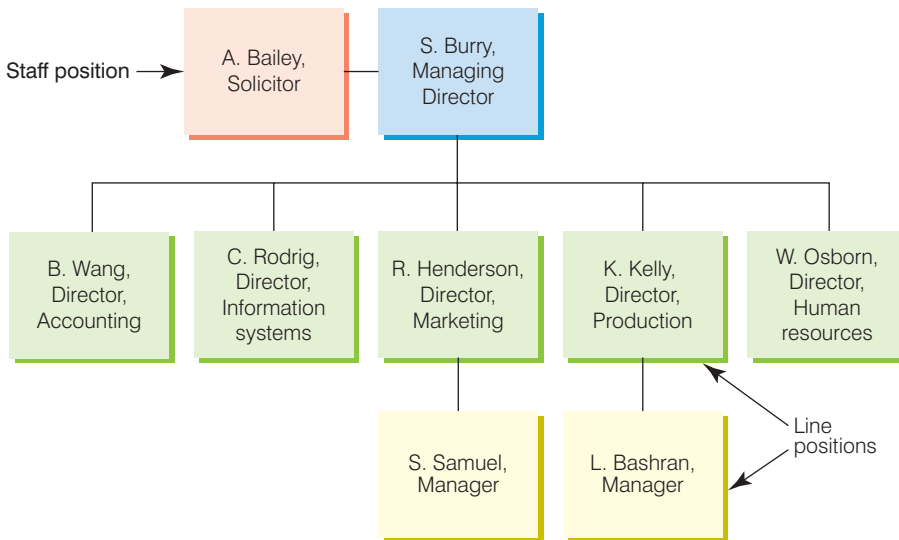 Staff position
A. Bailey,
Solicitor
S. Burry,
Managing
Director
B. Wang,
Director,
Accounting
C. Rodrig,
Director,
Information
systems
R. Henderson,
Director,
Marketing
K. Kelly,
Director,
Production
W. Osborn,
Director,
Human
resources
S. Samuel,
Manager
L. Bashran,
Manager
Line
positions